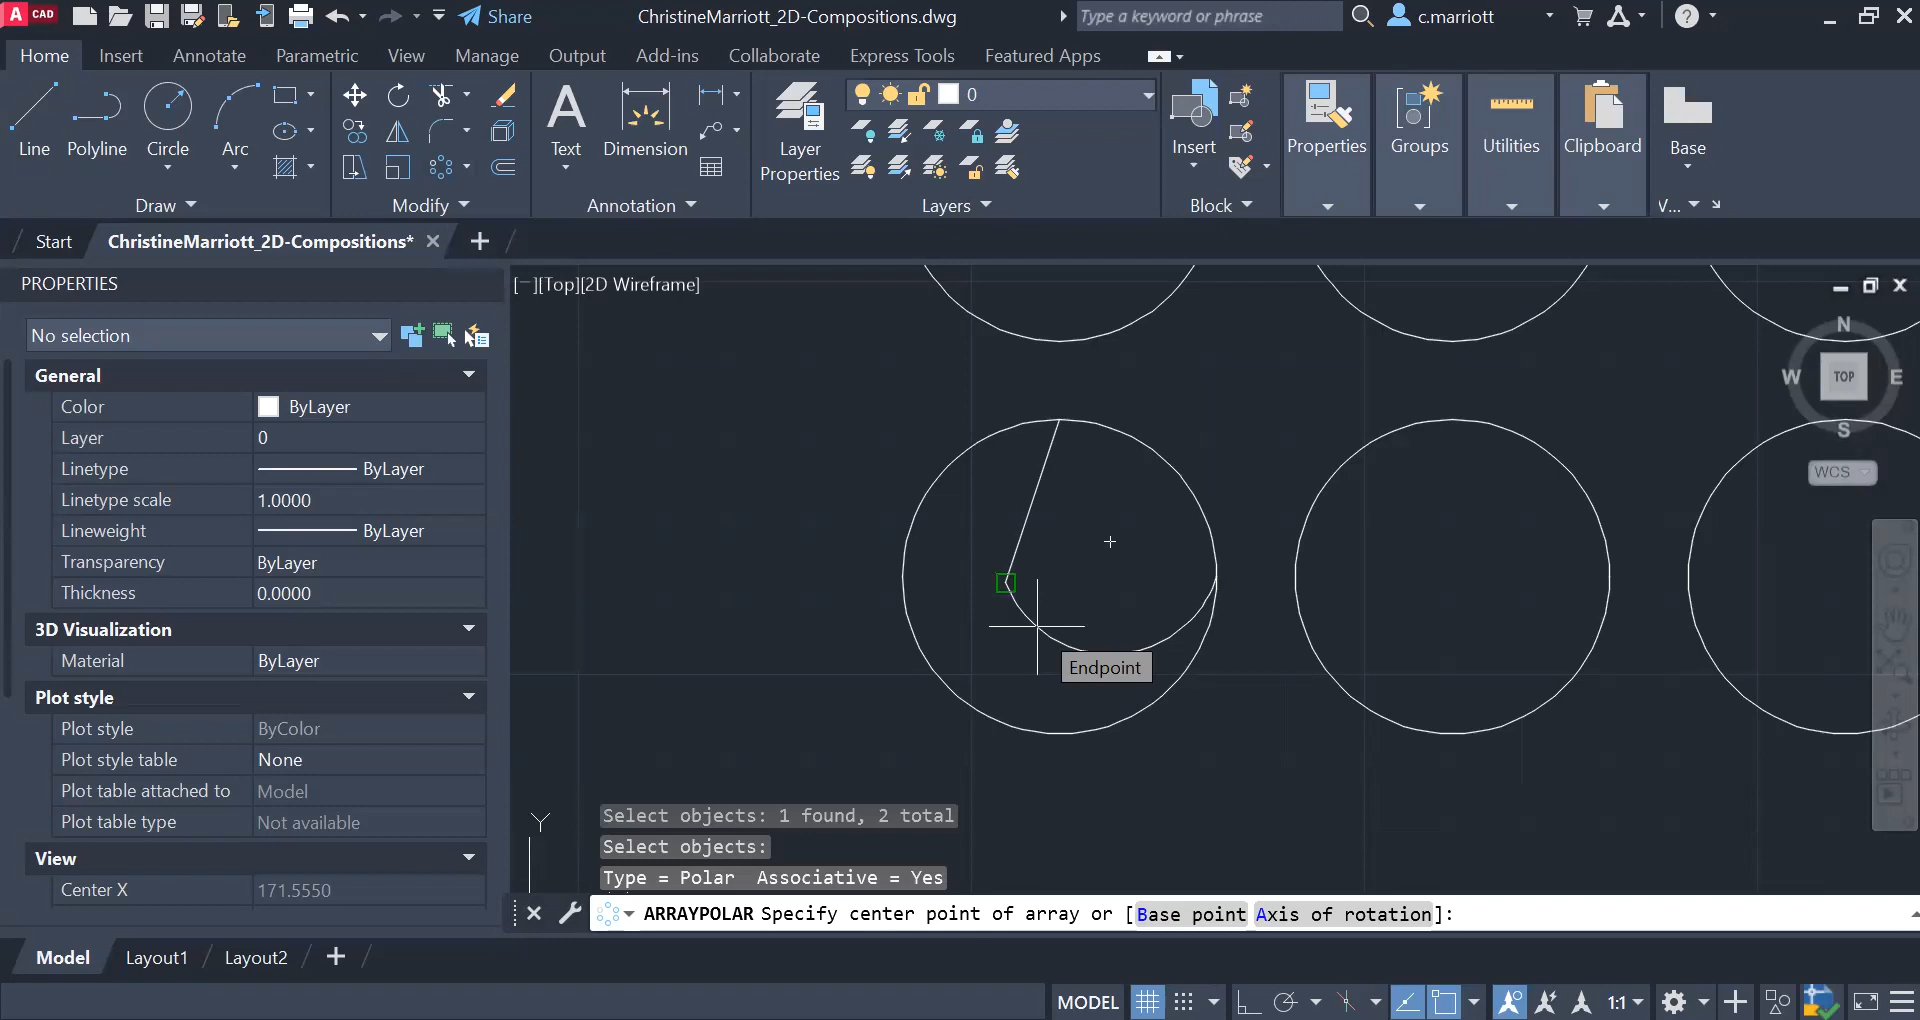 A CAD
Share
ChristineMarriott_2D-Compositions.dwg
Type a keyword or phrase
c.marriott
?
Home
Insert
Annotate
Parametric
View
Manage
Output
Add-ins
Collaborate
Express Tools
Featured Apps
Line
Polyline
Circle
Arc
Draw
Modify
A
Text
Dimension
Annotation
Layer
Properties
0
Layers
Insert
Block
Properties
Groups
Utilities
Clipboard
Base
V...
Start
ChristineMarriott_2D-Compositions*
PROPERTIES
No selection
General
Color ByLayer
Layer 0
Linetype ByLayer
Linetype scale 1.0000
Lineweight ByLayer
Transparency ByLayer
Thickness 0.0000
3D Visualization
Material ByLayer
Plot style
Plot style ByColor
Plot style table None
Plot table attached to Model
Plot table type Not available
View
Center X 171.5550
[−][Top][2D Wireframe]
N
W TOP E
S
WCS
Endpoint
Y
Select objects: 1 found, 2 total
Select objects:
Type = Polar  Associative = Yes
ARRAYPOLAR Specify center point of array or [Base point Axis of rotation]:
Model
Layout1
Layout2
MODEL
1:1